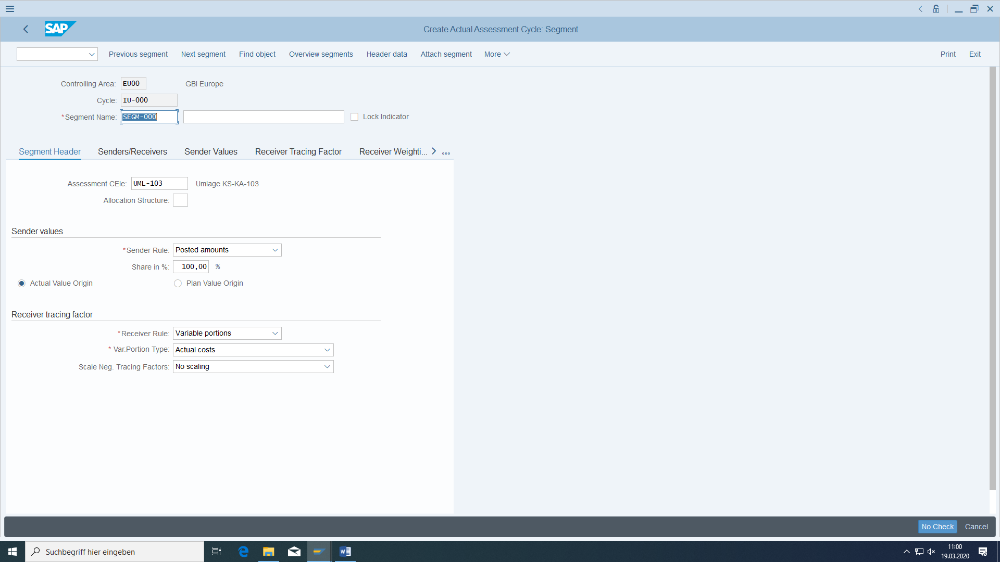 SAP
Create Actual Assessment Cycle: Segment
Previous segment Next segment Find object Overview segments Header data Attach segment More Print Exit
Controlling Area: EU00 GBI Europe
Cycle: IU-000
*Segment Name: SEGM-000 Lock Indicator
Segment Header Senders/Receivers Sender Values Receiver Tracing Factor Receiver Weighti...
Assessment CEle: UML-103 Umlage KS-KA-103
Allocation Structure:
Sender values
*Sender Rule: Posted amounts
Share in %: 100,00 %
Actual Value Origin Plan Value Origin
Receiver tracing factor
*Receiver Rule: Variable portions
* Var.Portion Type: Actual costs
Scale Neg. Tracing Factors: No scaling
No Check Cancel
Suchbegriff hier eingeben
11:00
19.03.2020